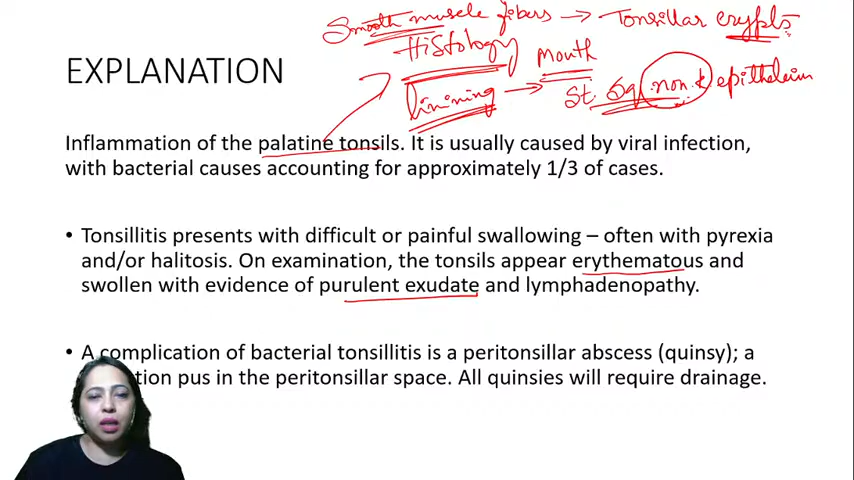 Smooth muscle fibers → Tonsillar crypts
Histology
mouth
EXPLANATION
linining → St. sq. non. k epitheleium
Inflammation of the palatine tonsils. It is usually caused by viral infection,
with bacterial causes accounting for approximately 1/3 of cases.
• Tonsillitis presents with difficult or painful swallowing – often with pyrexia
and/or halitosis. On examination, the tonsils appear erythematous and
swollen with evidence of purulent exudate and lymphadenopathy.
• A complication of bacterial tonsillitis is a peritonsillar abscess (quinsy); a
pus in the peritonsillar space. All quinsies will require drainage.